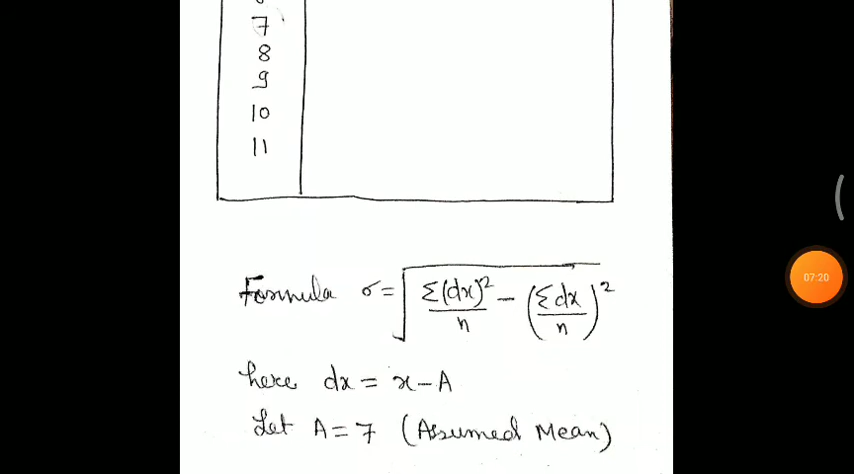 7
8
9
10
11
Formula σ = √(Σ(dx)²/n − (Σdx/n)²)
here dx = x − A
Let A = 7 (Assumed Mean)
07:20